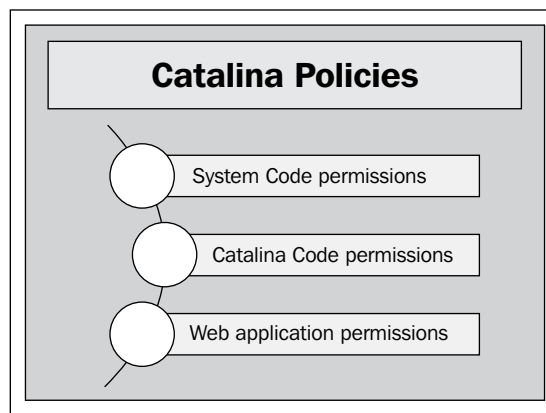 Catalina Policies
System Code permissions
Catalina Code permissions
Web application permissions